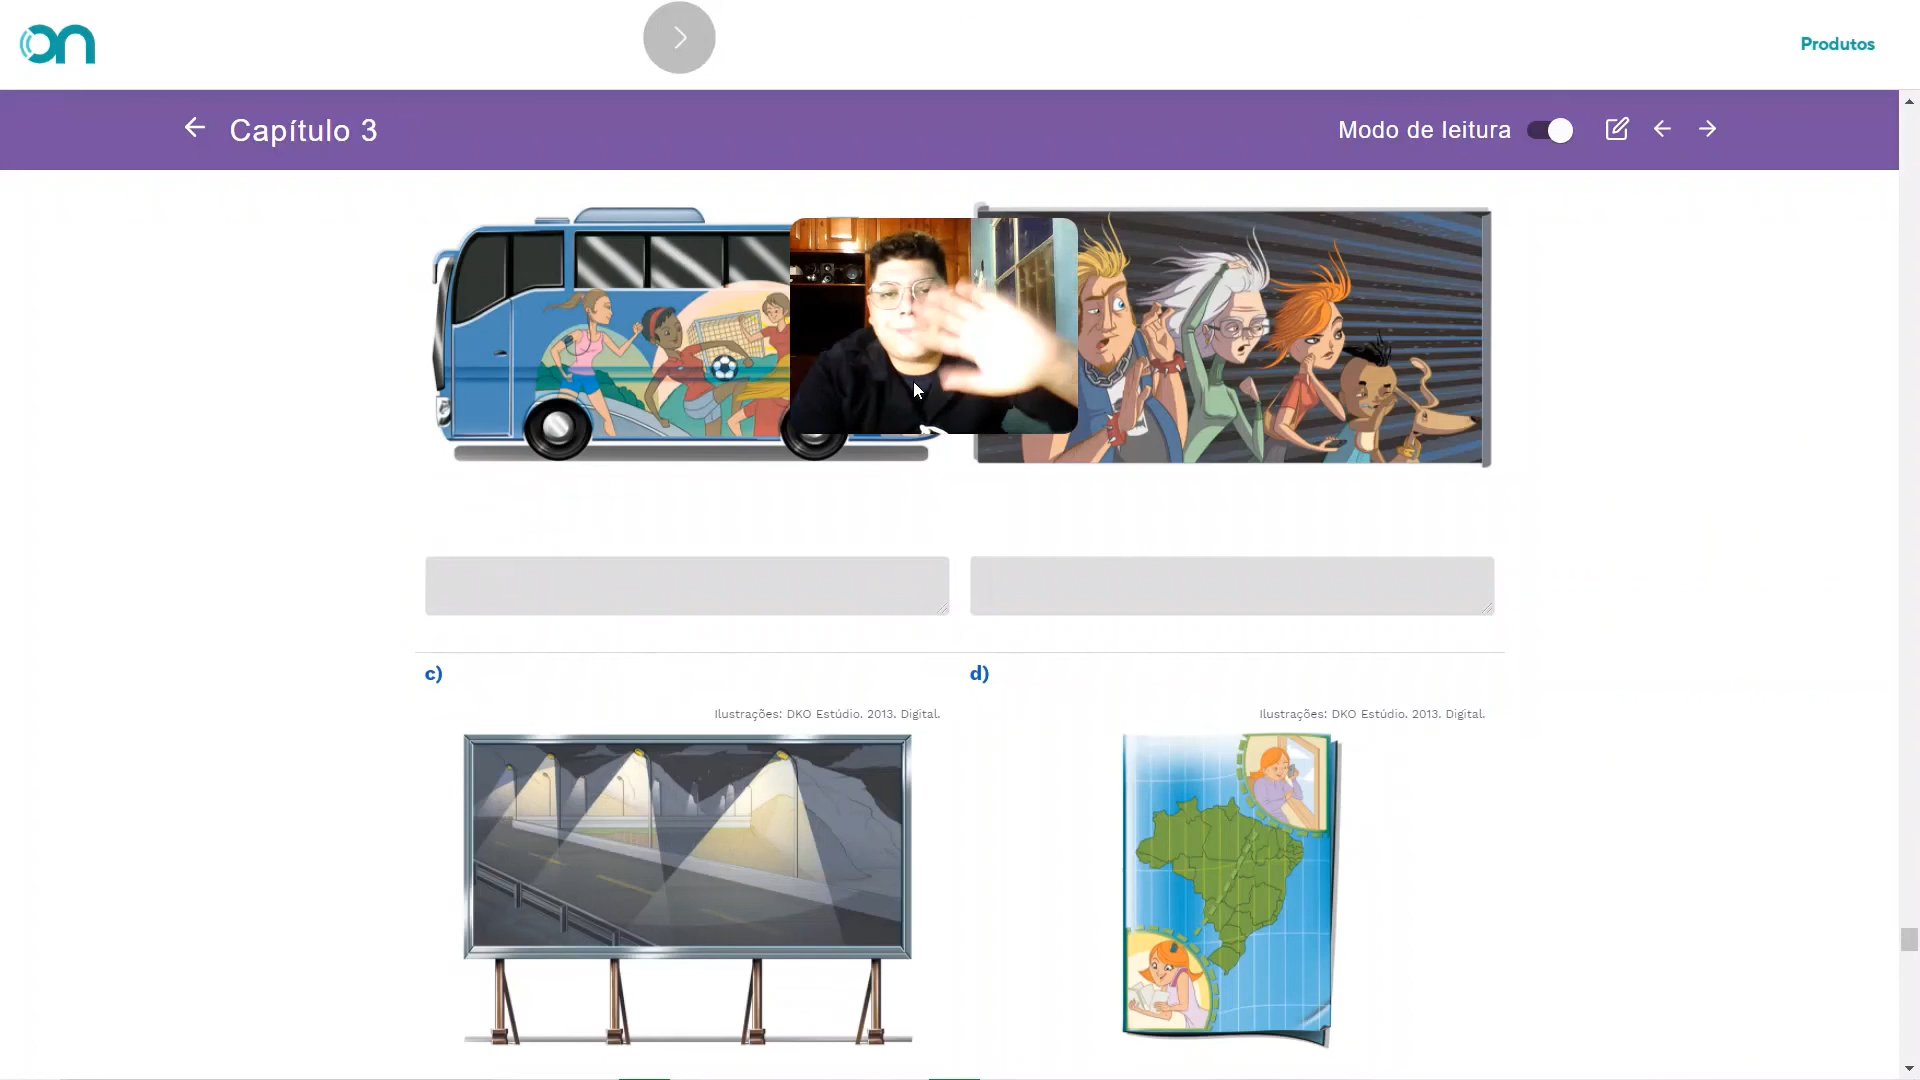 on
Produtos
Capítulo 3
Modo de leitura
c)
d)
Ilustrações: DKO Estúdio. 2013. Digital.
Ilustrações: DKO Estúdio. 2013. Digital.